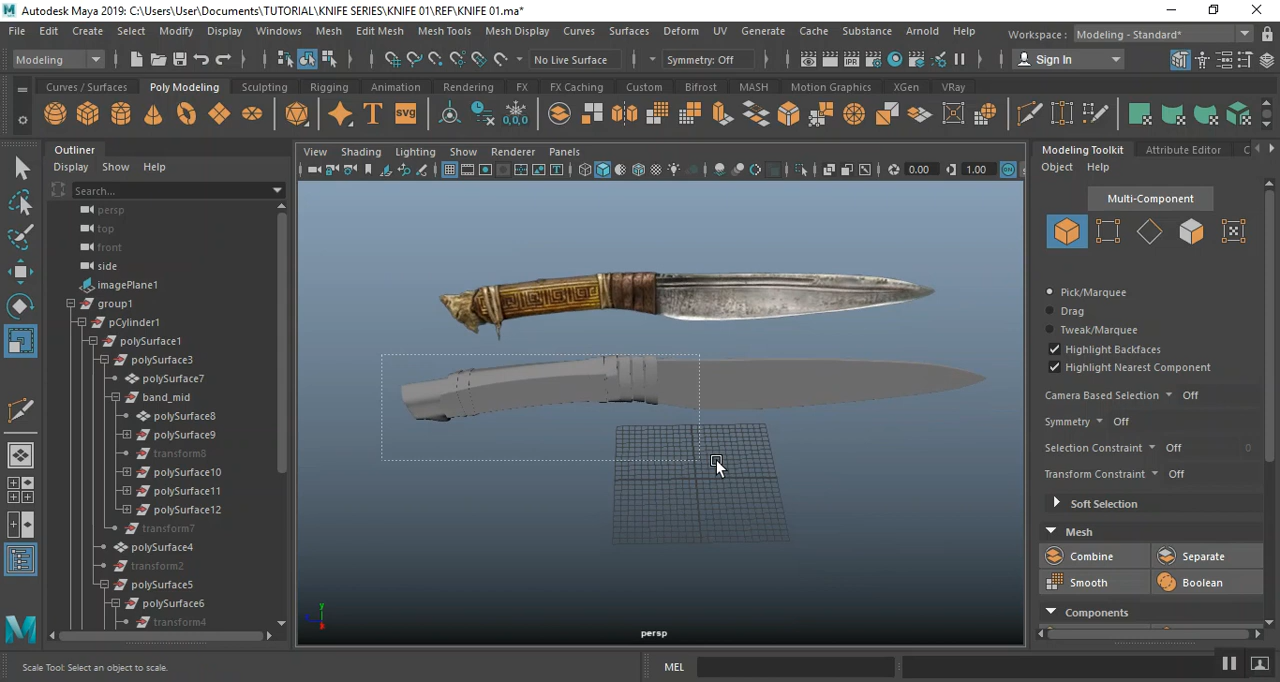 Autodesk Maya 2019: C:\Users\User\Documents\TUTORIAL\KNIFE SERIES\KNIFE 01\REF\KNIFE 01.ma*
File Edit Create Select Modify Display Windows Mesh Edit Mesh Mesh Tools Mesh Display Curves Surfaces Deform UV Generate Cache Substance Arnold Help Workspace : Modeling - Standard*
Modeling No Live Surface Symmetry: Off Sign In
Curves / Surfaces Poly Modeling Sculpting Rigging Animation Rendering FX FX Caching Custom Bifrost MASH Motion Graphics XGen VRay
T SVG 0,0,0
Outliner
Display Show Help
Search...
persp
top
front
side
imagePlane1
group1
pCylinder1
polySurface1
polySurface3
polySurface7
band_mid
polySurface8
polySurface9
transform8
polySurface10
polySurface11
polySurface12
transform7
polySurface4
transform2
polySurface5
polySurface6
transform4
View Shading Lighting Show Renderer Panels
0.00 1.00
y
persp
Modeling Toolkit Attribute Editor C
Object Help
Multi-Component
Pick/Marquee
Drag
Tweak/Marquee
Highlight Backfaces
Highlight Nearest Component
Camera Based Selection Off
Symmetry Off
Selection Constraint Off 0
Transform Constraint Off
Soft Selection
Mesh
Combine Separate
Smooth Boolean
Components
Scale Tool: Select an object to scale. MEL